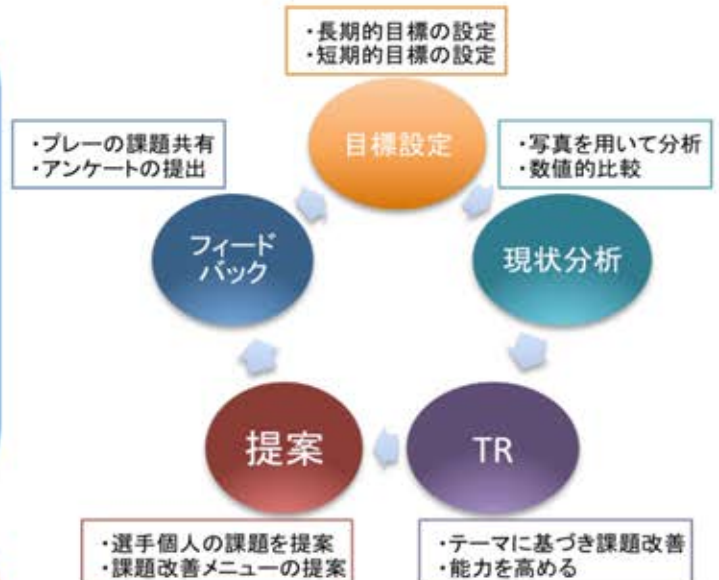 ・長期的目標の設定
・短期的目標の設定
目標設定
・写真を用いて分析
・数値的比較
現状分析
TR
・テーマに基づき課題改善
・能力を高める
提案
・選手個人の課題を提案
・課題改善メニューの提案
フィード
バック
・プレーの課題共有
・アンケートの提出